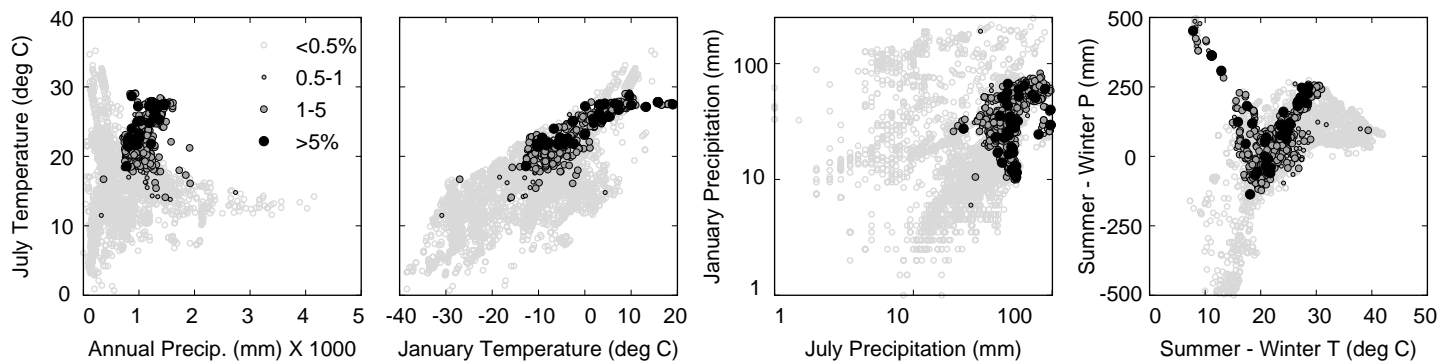 July Temperature (deg C)
40
30
20
10
0
<0.5%
0.5-1
1-5
>5%
0 1 2 3 4 5
Annual Precip. (mm) X 1000
-40 -30 -20 -10 0 10 20
January Temperature (deg C)
January Precipitation (mm)
100
10
1
1 10 100
July Precipitation (mm)
Summer - Winter P (mm)
500
250
0
-250
-500
0 10 20 30 40 50
Summer - Winter T (deg C)